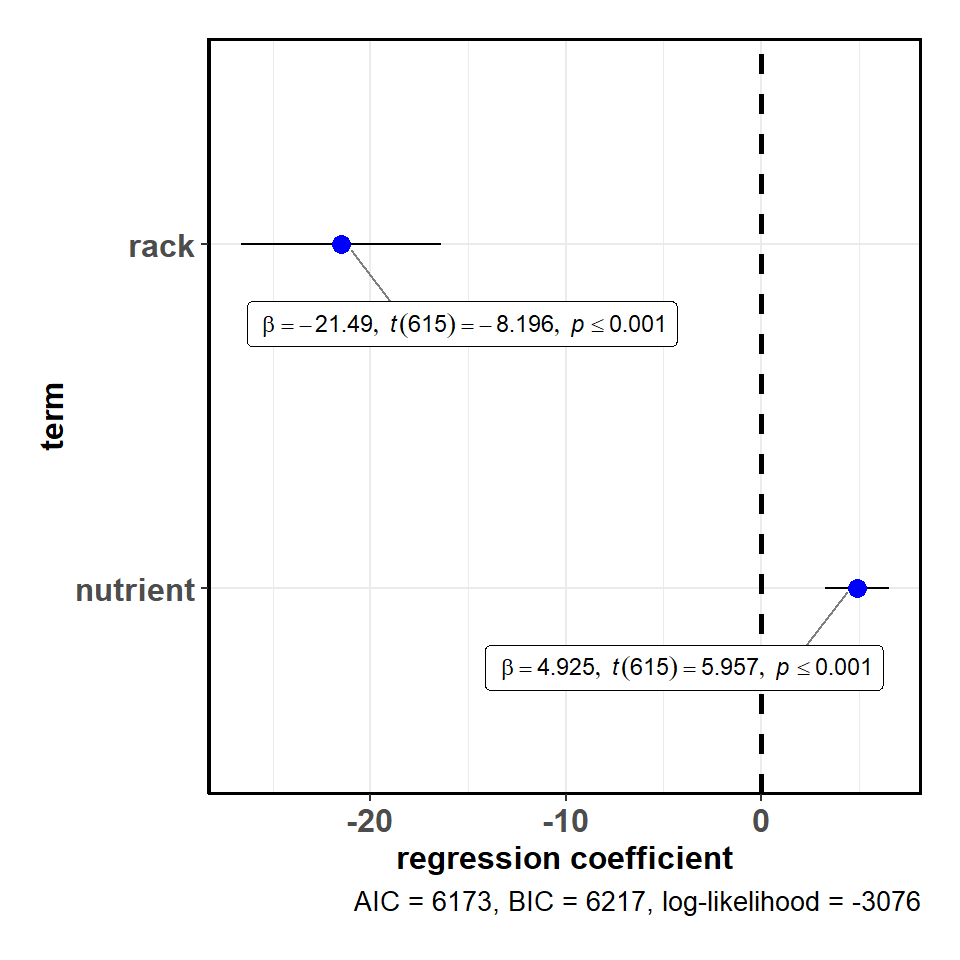 rack
β = −21.49, t(615) = −8.196, p ≤ 0.001
term
nutrient
β = 4.925, t(615) = 5.957, p ≤ 0.001
-20 -10 0
regression coefficient
AIC = 6173, BIC = 6217, log-likelihood = -3076